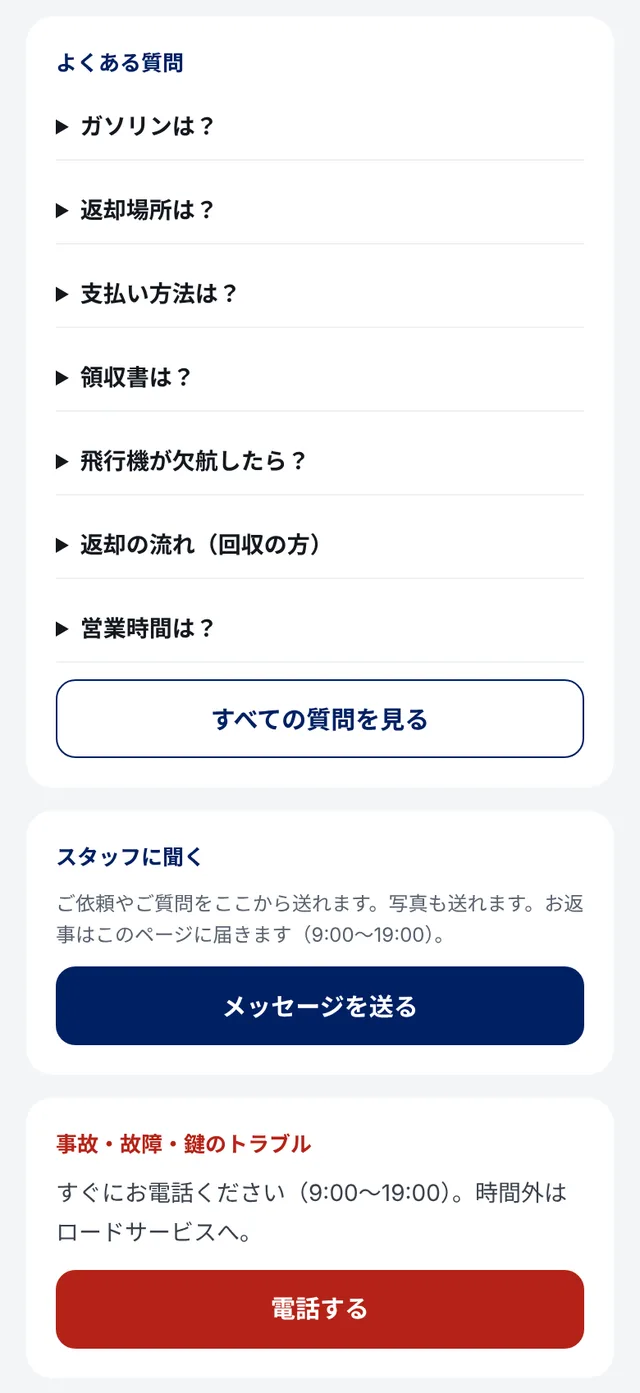 よくある質問
▶ ガソリンは？
▶ 返却場所は？
▶ 支払い方法は？
▶ 領収書は？
▶ 飛行機が欠航したら？
▶ 返却の流れ（回収の方）
▶ 営業時間は？
すべての質問を見る
スタッフに聞く
ご依頼やご質問をここから送れます。写真も送れます。お返
事はこのページに届きます（9:00〜19:00）。
メッセージを送る
事故・故障・鍵のトラブル
すぐにお電話ください（9:00〜19:00）。時間外は
ロードサービスへ。
電話する